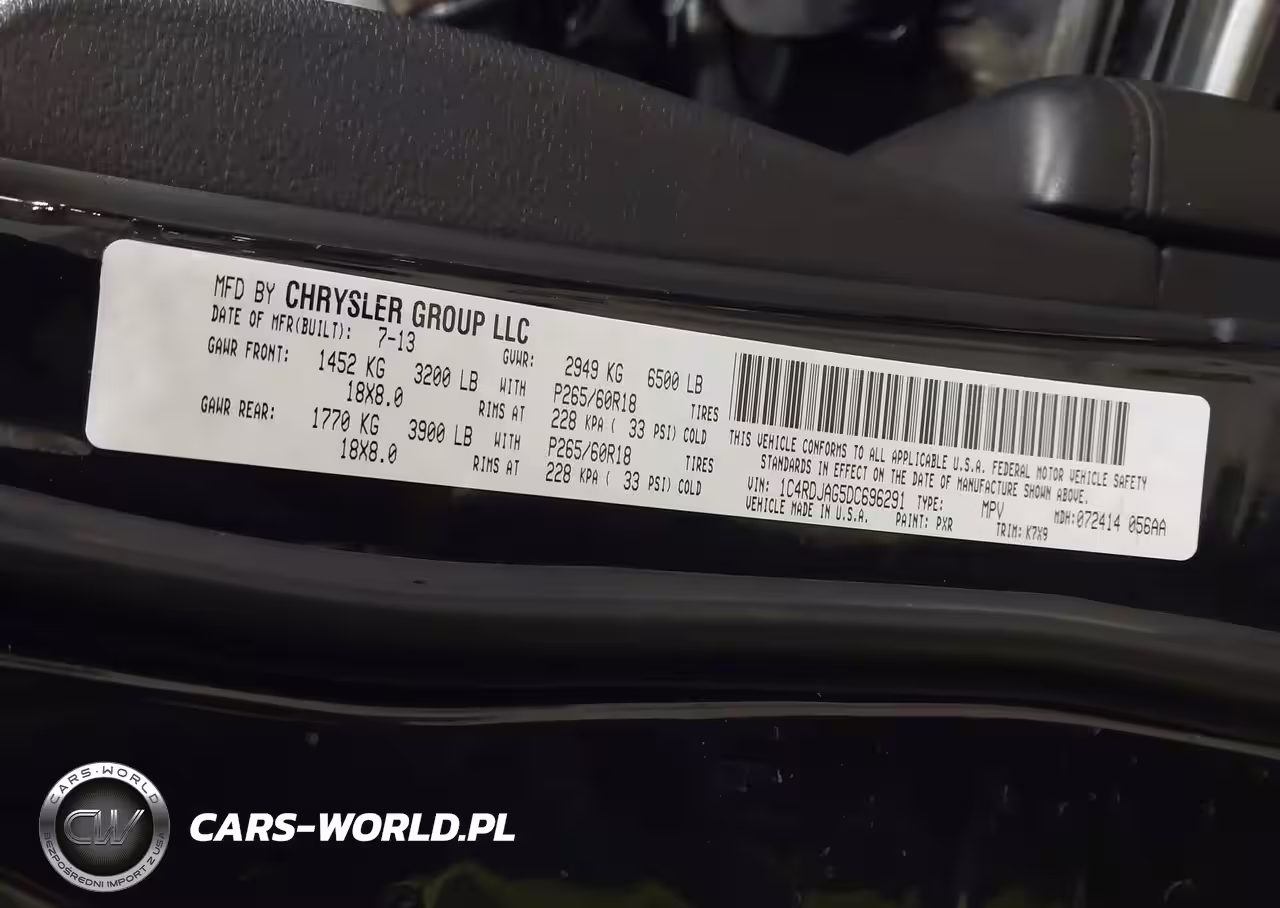 MFD BY CHRYSLER GROUP LLC
DATE OF MFR(BUILT): 7-13 GVWR: 2949 KG 6500 LB
GAWR FRONT: 1452 KG 3200 LB WITH P265/60R18 TIRES
18X8.0 RIMS AT 228 KPA ( 33 PSI) COLD
GAWR REAR: 1770 KG 3900 LB WITH P265/60R18 TIRES
18X8.0 RIMS AT 228 KPA ( 33 PSI) COLD
THIS VEHICLE CONFORMS TO ALL APPLICABLE U.S.A. FEDERAL MOTOR VEHICLE SAFETY
STANDARDS IN EFFECT ON THE DATE OF MANUFACTURE SHOWN ABOVE.
VIN: 1C4RDJAG5DC696291 TYPE: MPV MDH:072414 056AA
VEHICLE MADE IN U.S.A. PAINT: PXR TRIM: K7X9
CARS-WORLD
CW
BEZPOŚREDNI IMPORT Z USA
CARS-WORLD.PL